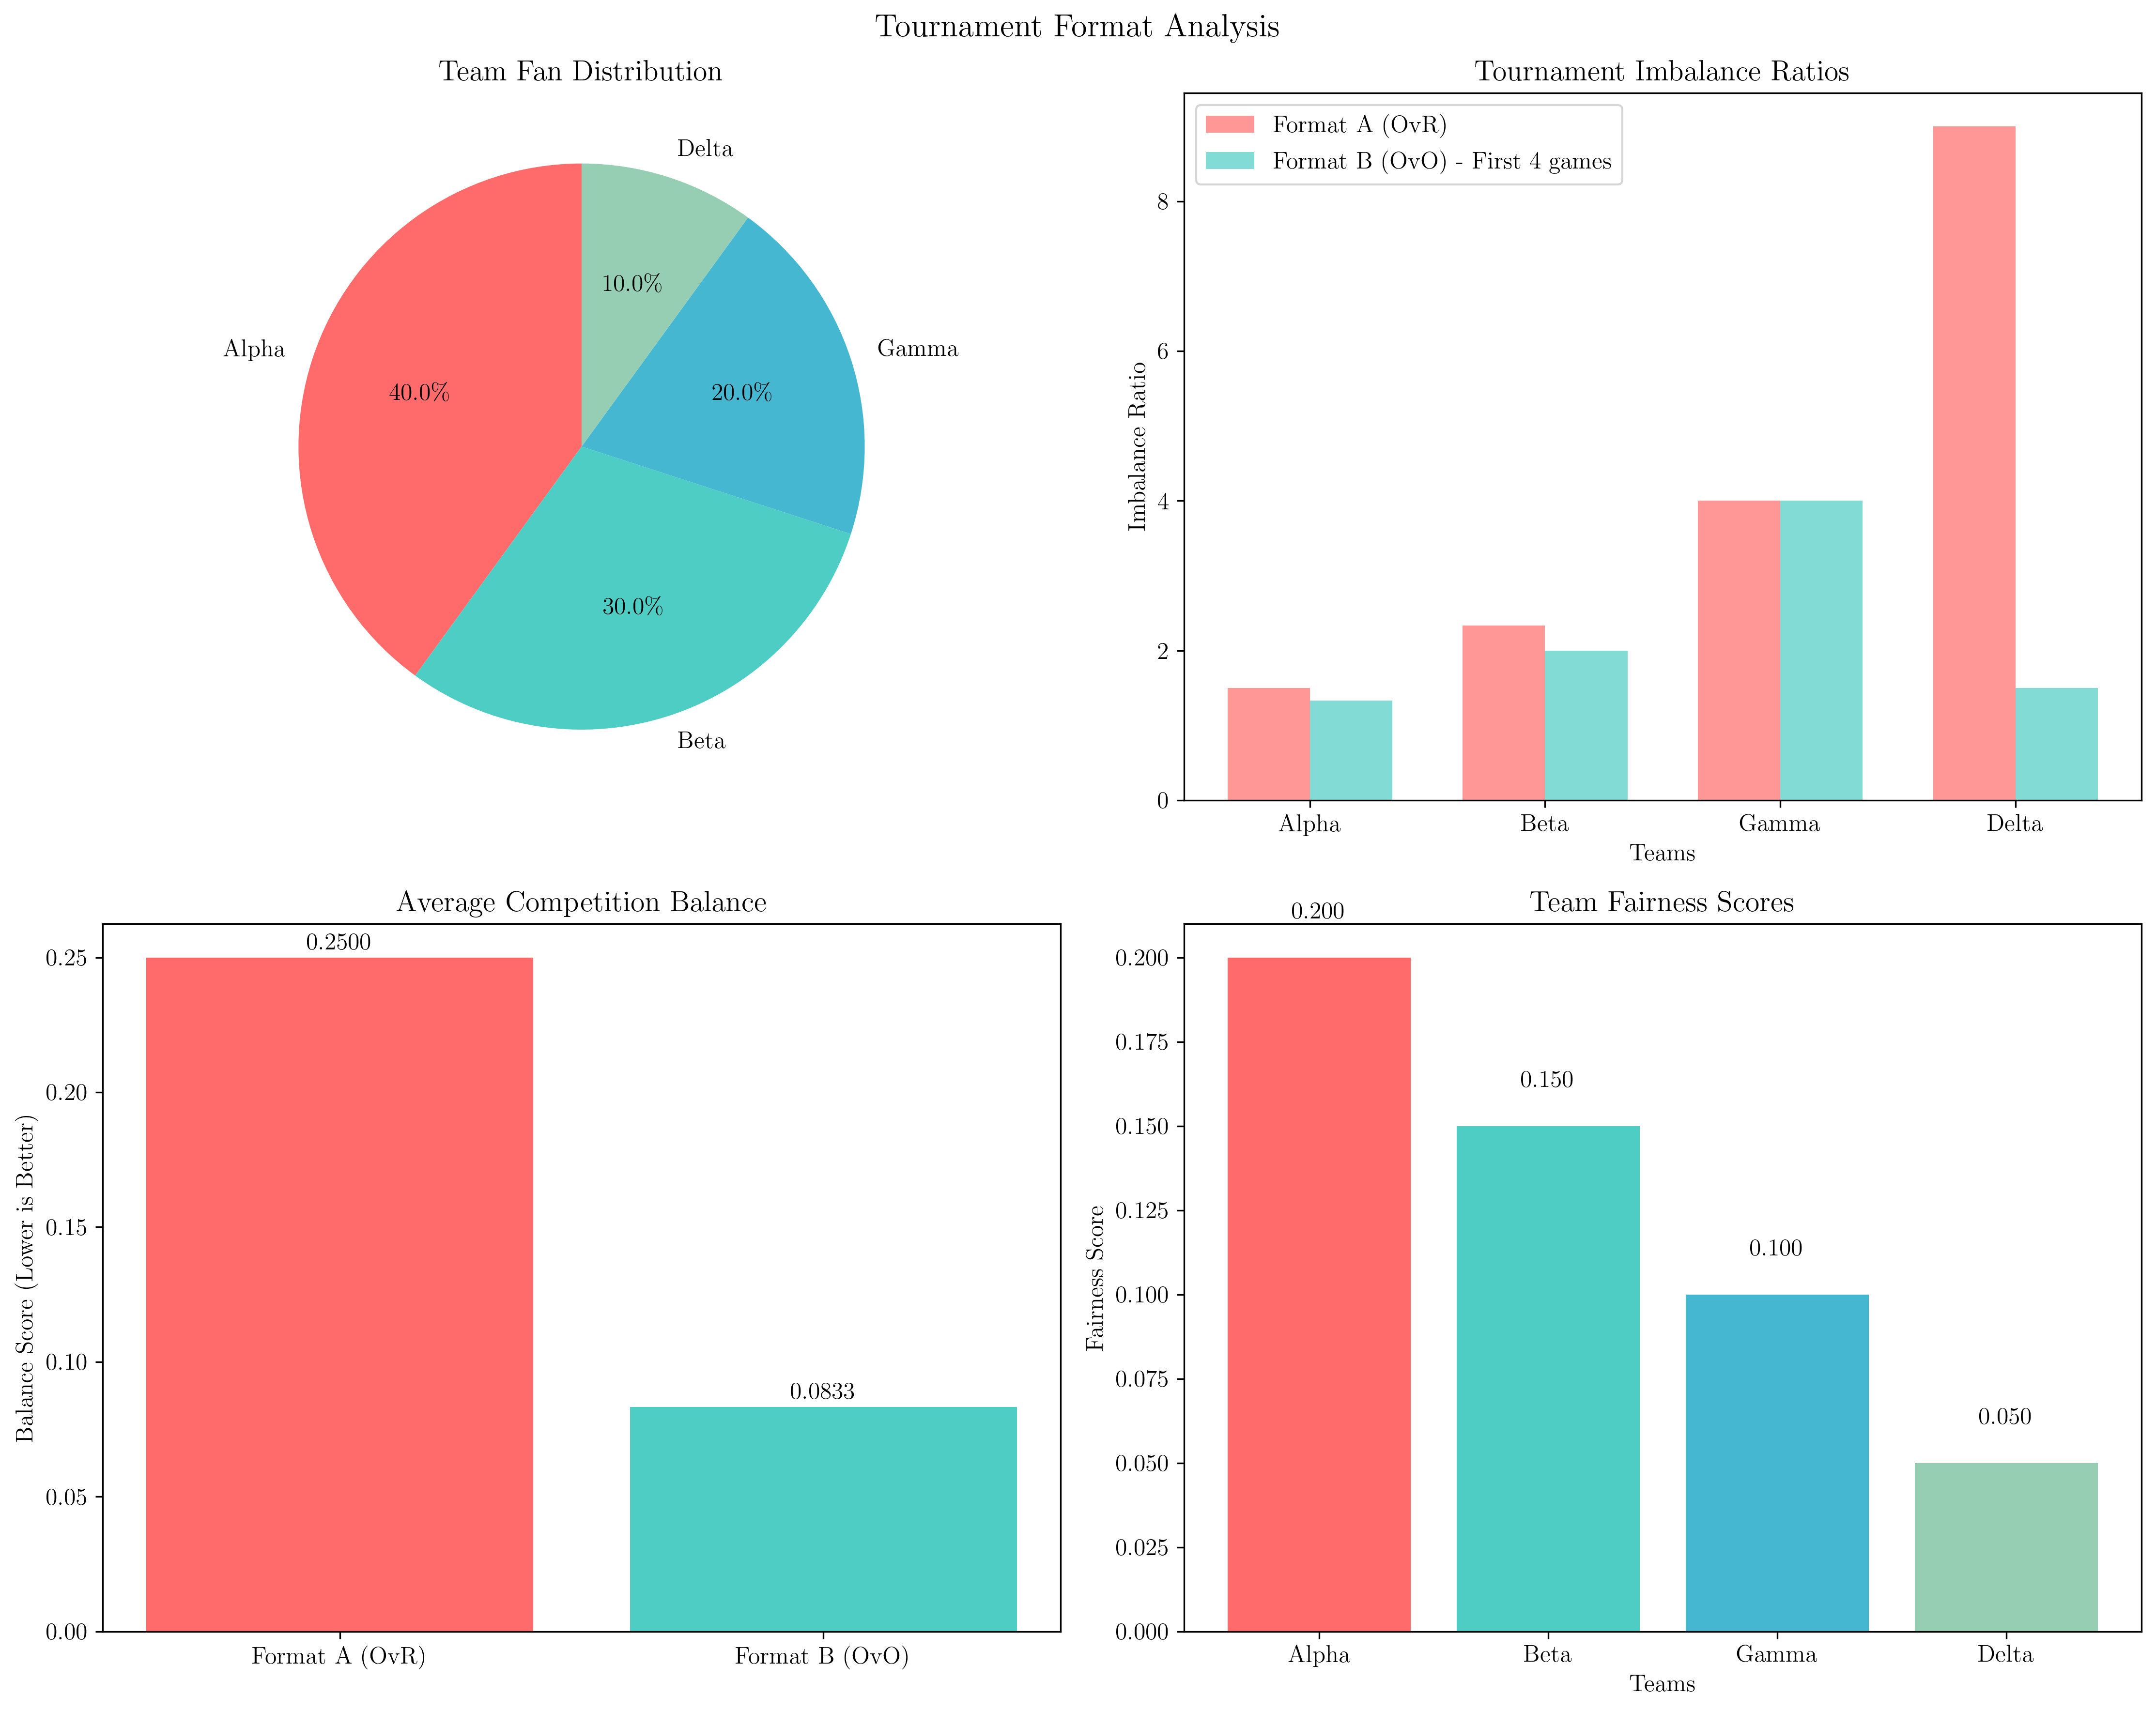 Tournament Format Analysis
Team Fan Distribution
Delta
10.0%
Alpha
Gamma
40.0%
20.0%
30.0%
Beta
Tournament Imbalance Ratios
Format A (OvR)
Format B (OvO) - First 4 games
Imbalance Ratio
8
6
4
2
0
Alpha
Beta
Gamma
Delta
Teams
Average Competition Balance
0.2500
0.0833
Balance Score (Lower is Better)
0.25
0.20
0.15
0.10
0.05
0.00
Format A (OvR)
Format B (OvO)
Team Fairness Scores
0.200
0.150
0.100
0.050
Fairness Score
0.200
0.175
0.150
0.125
0.100
0.075
0.050
0.025
0.000
Alpha
Beta
Gamma
Delta
Teams